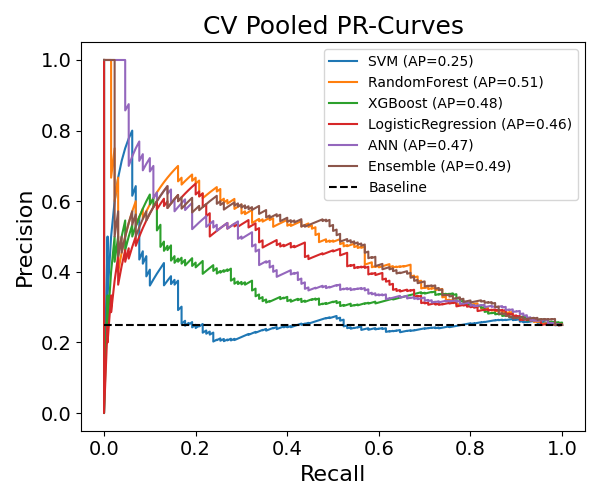 CV Pooled PR-Curves
SVM (AP=0.25)
RandomForest (AP=0.51)
XGBoost (AP=0.48)
LogisticRegression (AP=0.46)
ANN (AP=0.47)
Ensemble (AP=0.49)
Baseline
Precision
1.0
0.8
0.6
0.4
0.2
0.0
0.0 0.2 0.4 0.6 0.8 1.0
Recall